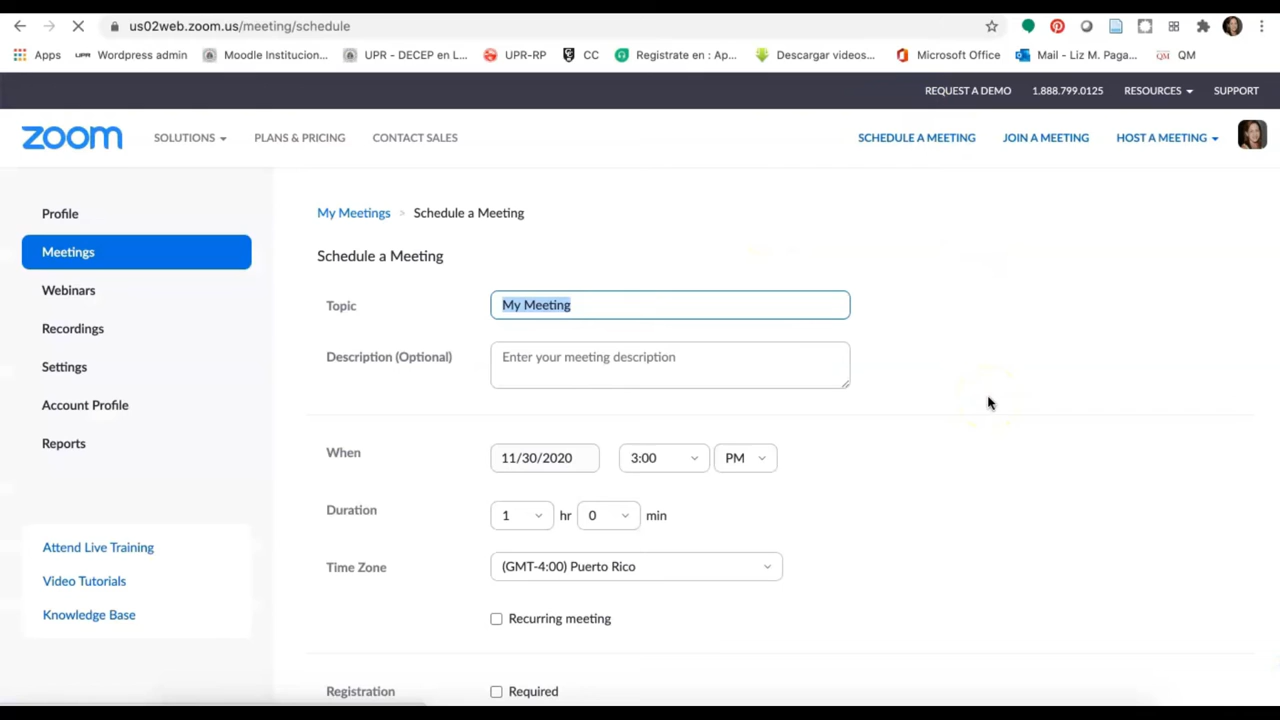 us02web.zoom.us/meeting/schedule
Apps UPR Wordpress admin Moodle Institucion... UPR - DECEP en L... UPR-RP CC Registrate en : Ap... Descargar videos... Microsoft Office Mail - Liz M. Paga... QM QM
REQUEST A DEMO 1.888.799.0125 RESOURCES SUPPORT
zoom SOLUTIONS PLANS & PRICING CONTACT SALES SCHEDULE A MEETING JOIN A MEETING HOST A MEETING
Profile
Meetings
Webinars
Recordings
Settings
Account Profile
Reports
Attend Live Training
Video Tutorials
Knowledge Base
My Meetings > Schedule a Meeting
Schedule a Meeting
Topic My Meeting
Description (Optional) Enter your meeting description
When 11/30/2020 3:00 PM
Duration 1 hr 0 min
Time Zone (GMT-4:00) Puerto Rico
Recurring meeting
Registration Required